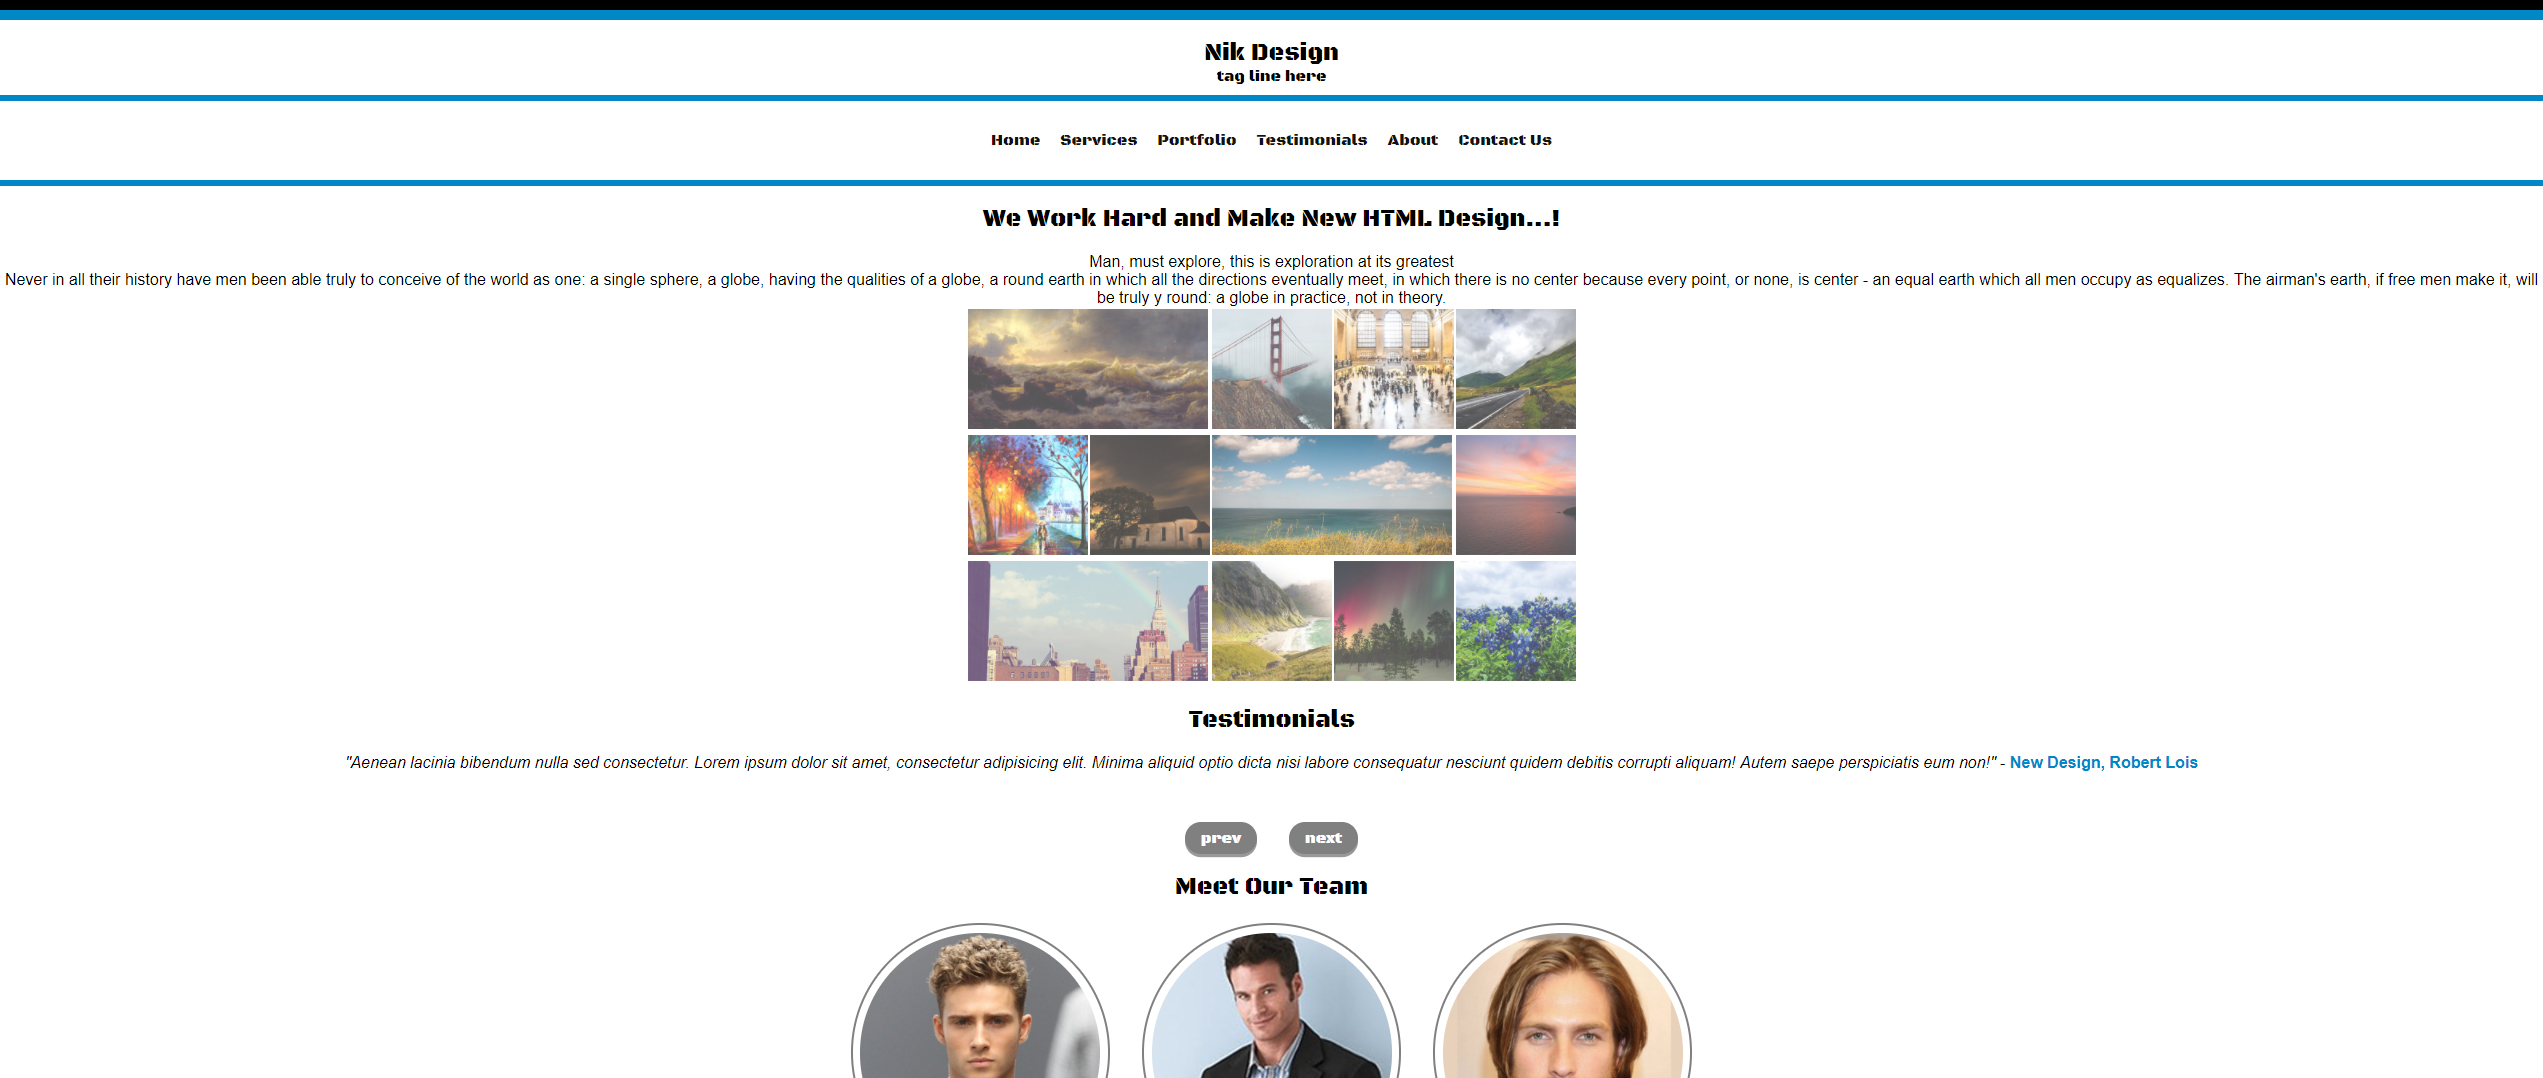 Nik Design
tag line here
Home Services Portfolio Testimonials About Contact Us
We Work Hard and Make New HTML Design...!
Man, must explore, this is exploration at its greatest
Never in all their history have men been able truly to conceive of the world as one: a single sphere, a globe, having the qualities of a globe, a round earth in which all the directions eventually meet, in which there is no center because every point, or none, is center - an equal earth which all men occupy as equalizes. The airman's earth, if free men make it, will
be truly y round: a globe in practice, not in theory.
Testimonials
"Aenean lacinia bibendum nulla sed consectetur. Lorem ipsum dolor sit amet, consectetur adipisicing elit. Minima aliquid optio dicta nisi labore consequatur nesciunt quidem debitis corrupti aliquam! Autem saepe perspiciatis eum non!" - New Design, Robert Lois
prev next
Meet Our Team